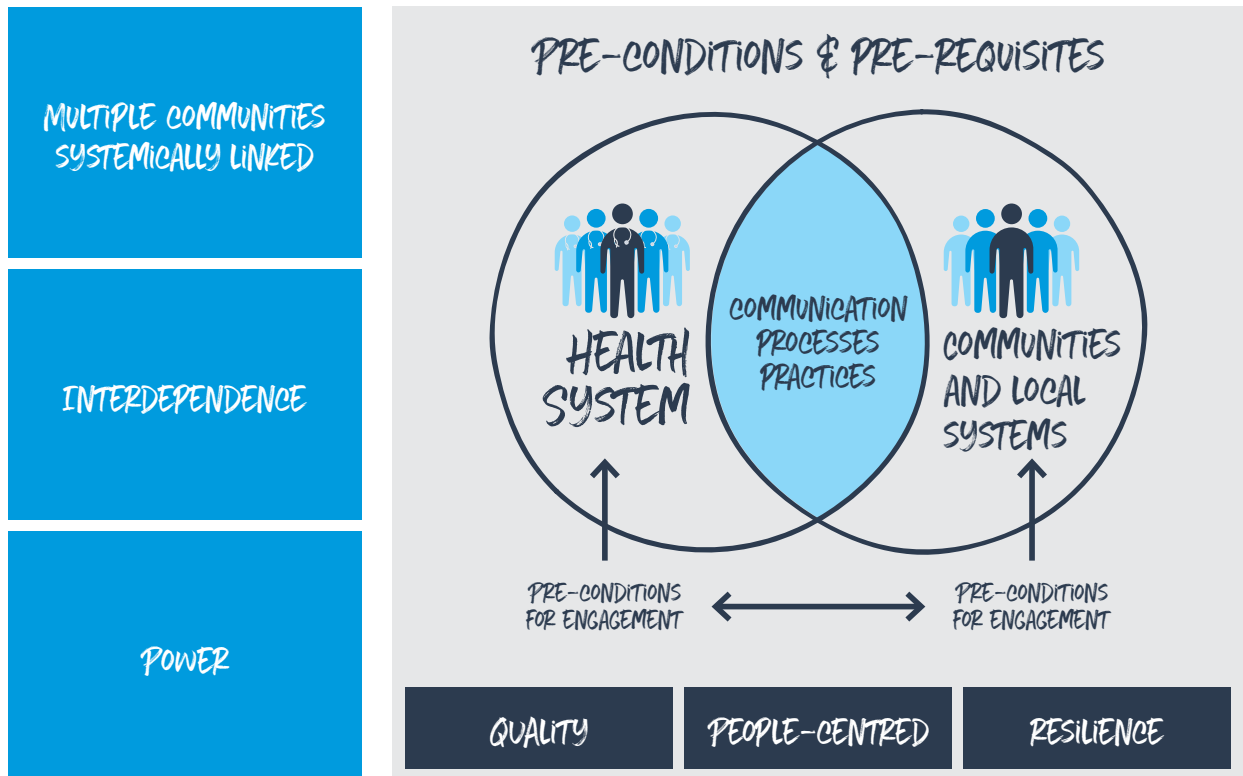 MULTIPLE COMMUNITIES
SYSTEMICALLY LINKED
INTERDEPENDENCE
POWER
PRE-CONDITIONS & PRE-REQUISITES
HEALTH
SYSTEM
COMMUNICATION
PROCESSES
PRACTICES
COMMUNITIES
AND LOCAL
SYSTEMS
PRE-CONDITIONS
FOR ENGAGEMENT
PRE-CONDITIONS
FOR ENGAGEMENT
QUALITY
PEOPLE-CENTRED
RESILIENCE